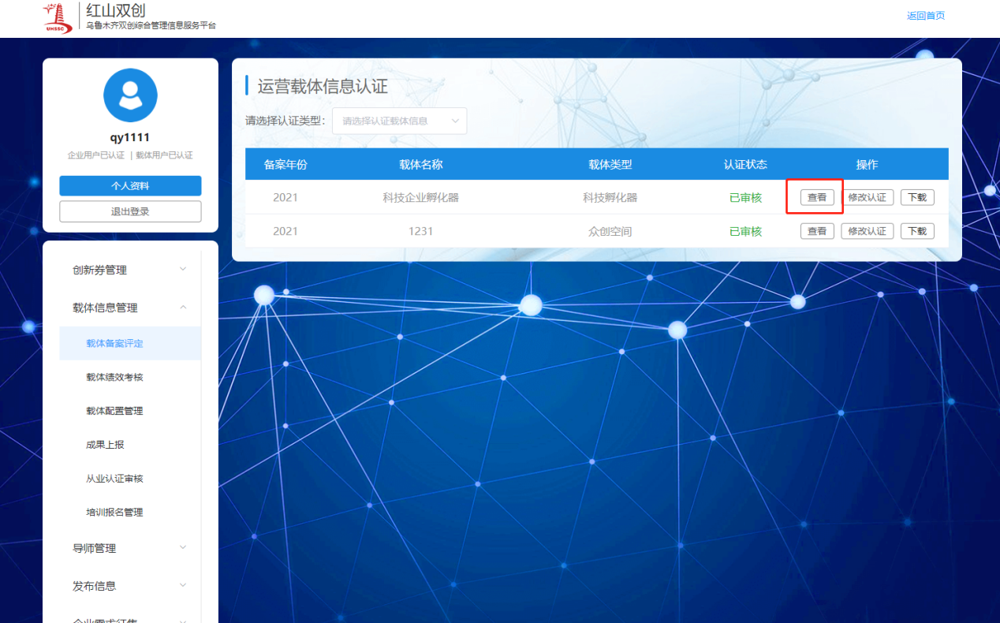 红山双创
乌鲁木齐双创综合管理信息服务平台
UHSSC
返回首页
qy1111
企业用户已认证 | 载体用户已认证
个人资料
退出登录
创新券管理
载体信息管理
载体备案评定
载体绩效考核
载体配置管理
成果上报
从业认证审核
培训报名管理
导师管理
发布信息
企业需求征集
运营载体信息认证
请选择认证类型: 请选择认证载体信息
备案年份 载体名称 载体类型 认证状态 操作
2021 科技企业孵化器 科技孵化器 已审核 查看 修改认证 下载
2021 1231 众创空间 已审核 查看 修改认证 下载